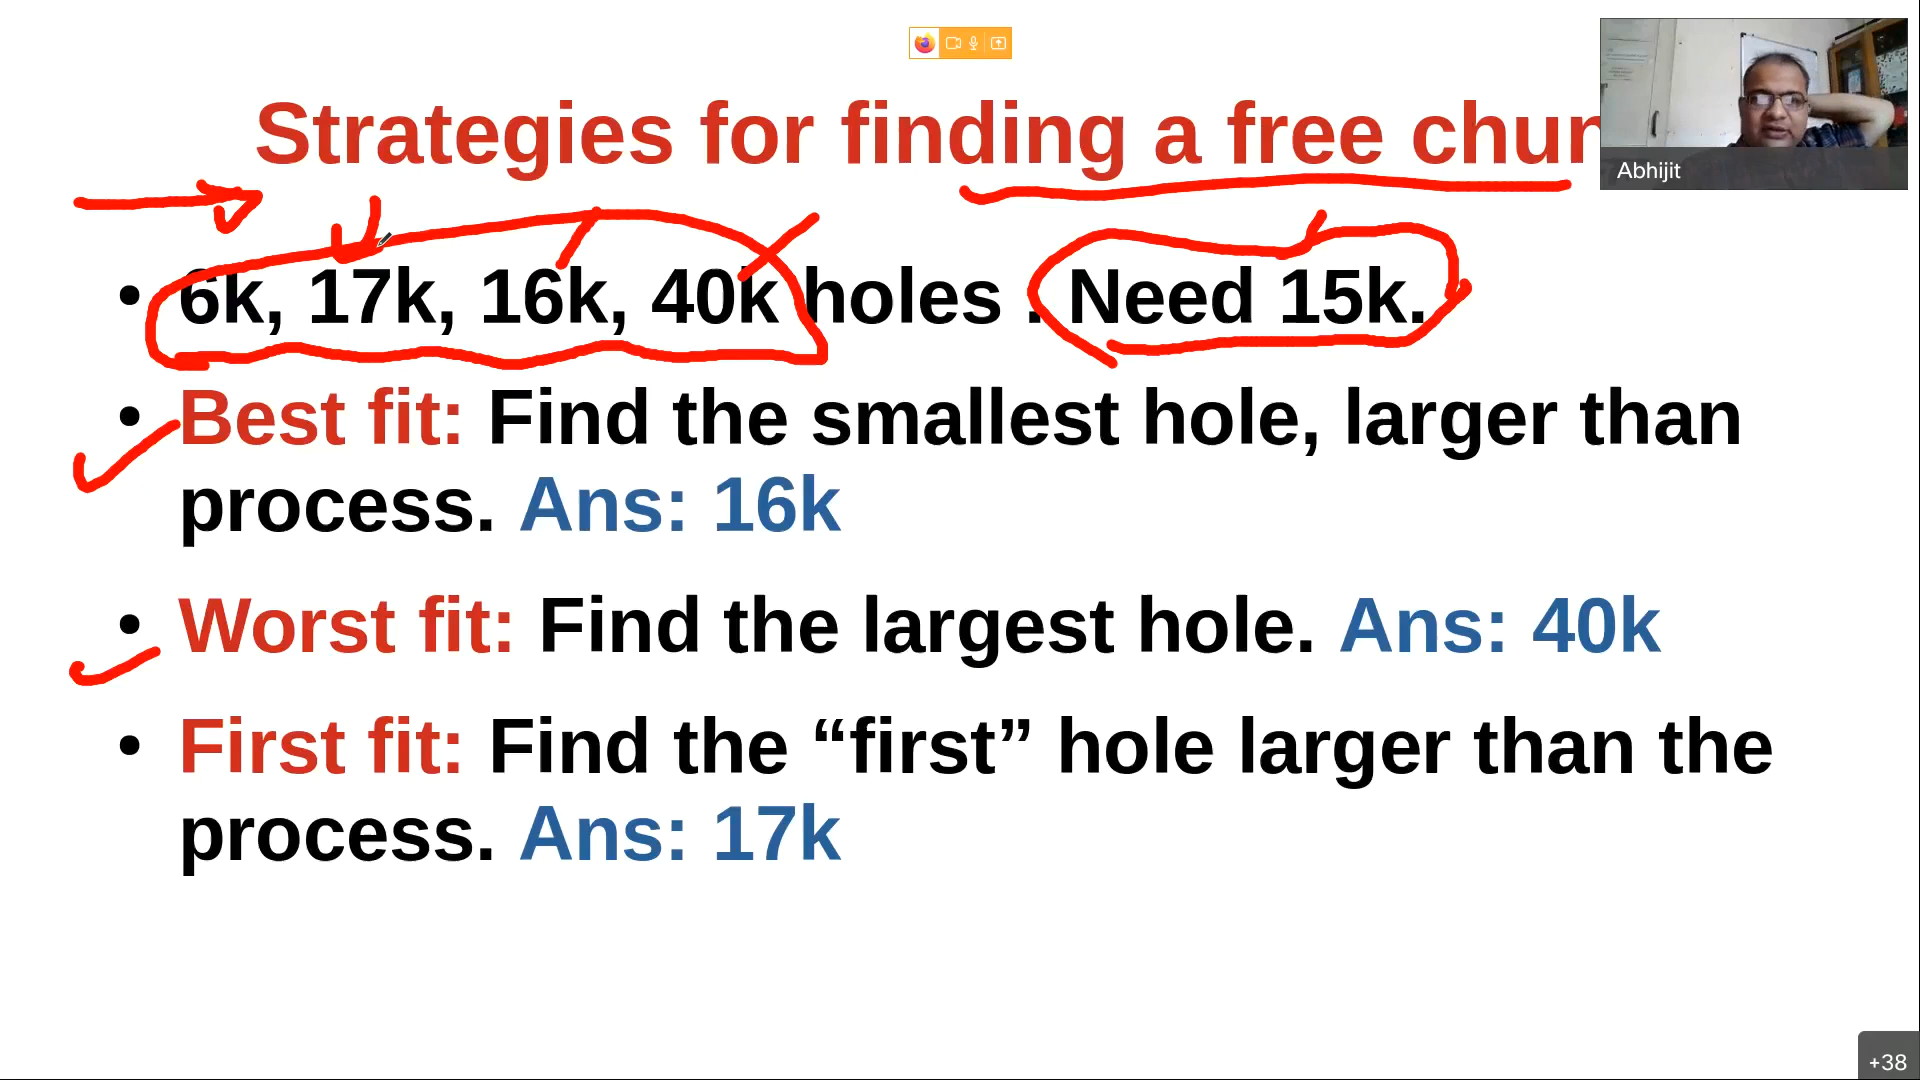 Strategies for finding a free chun
Abhijit
• 6k, 17k, 16k, 40k holes . Need 15k.
• Best fit: Find the smallest hole, larger than
process. Ans: 16k
• Worst fit: Find the largest hole. Ans: 40k
• First fit: Find the “first” hole larger than the
process. Ans: 17k
+38